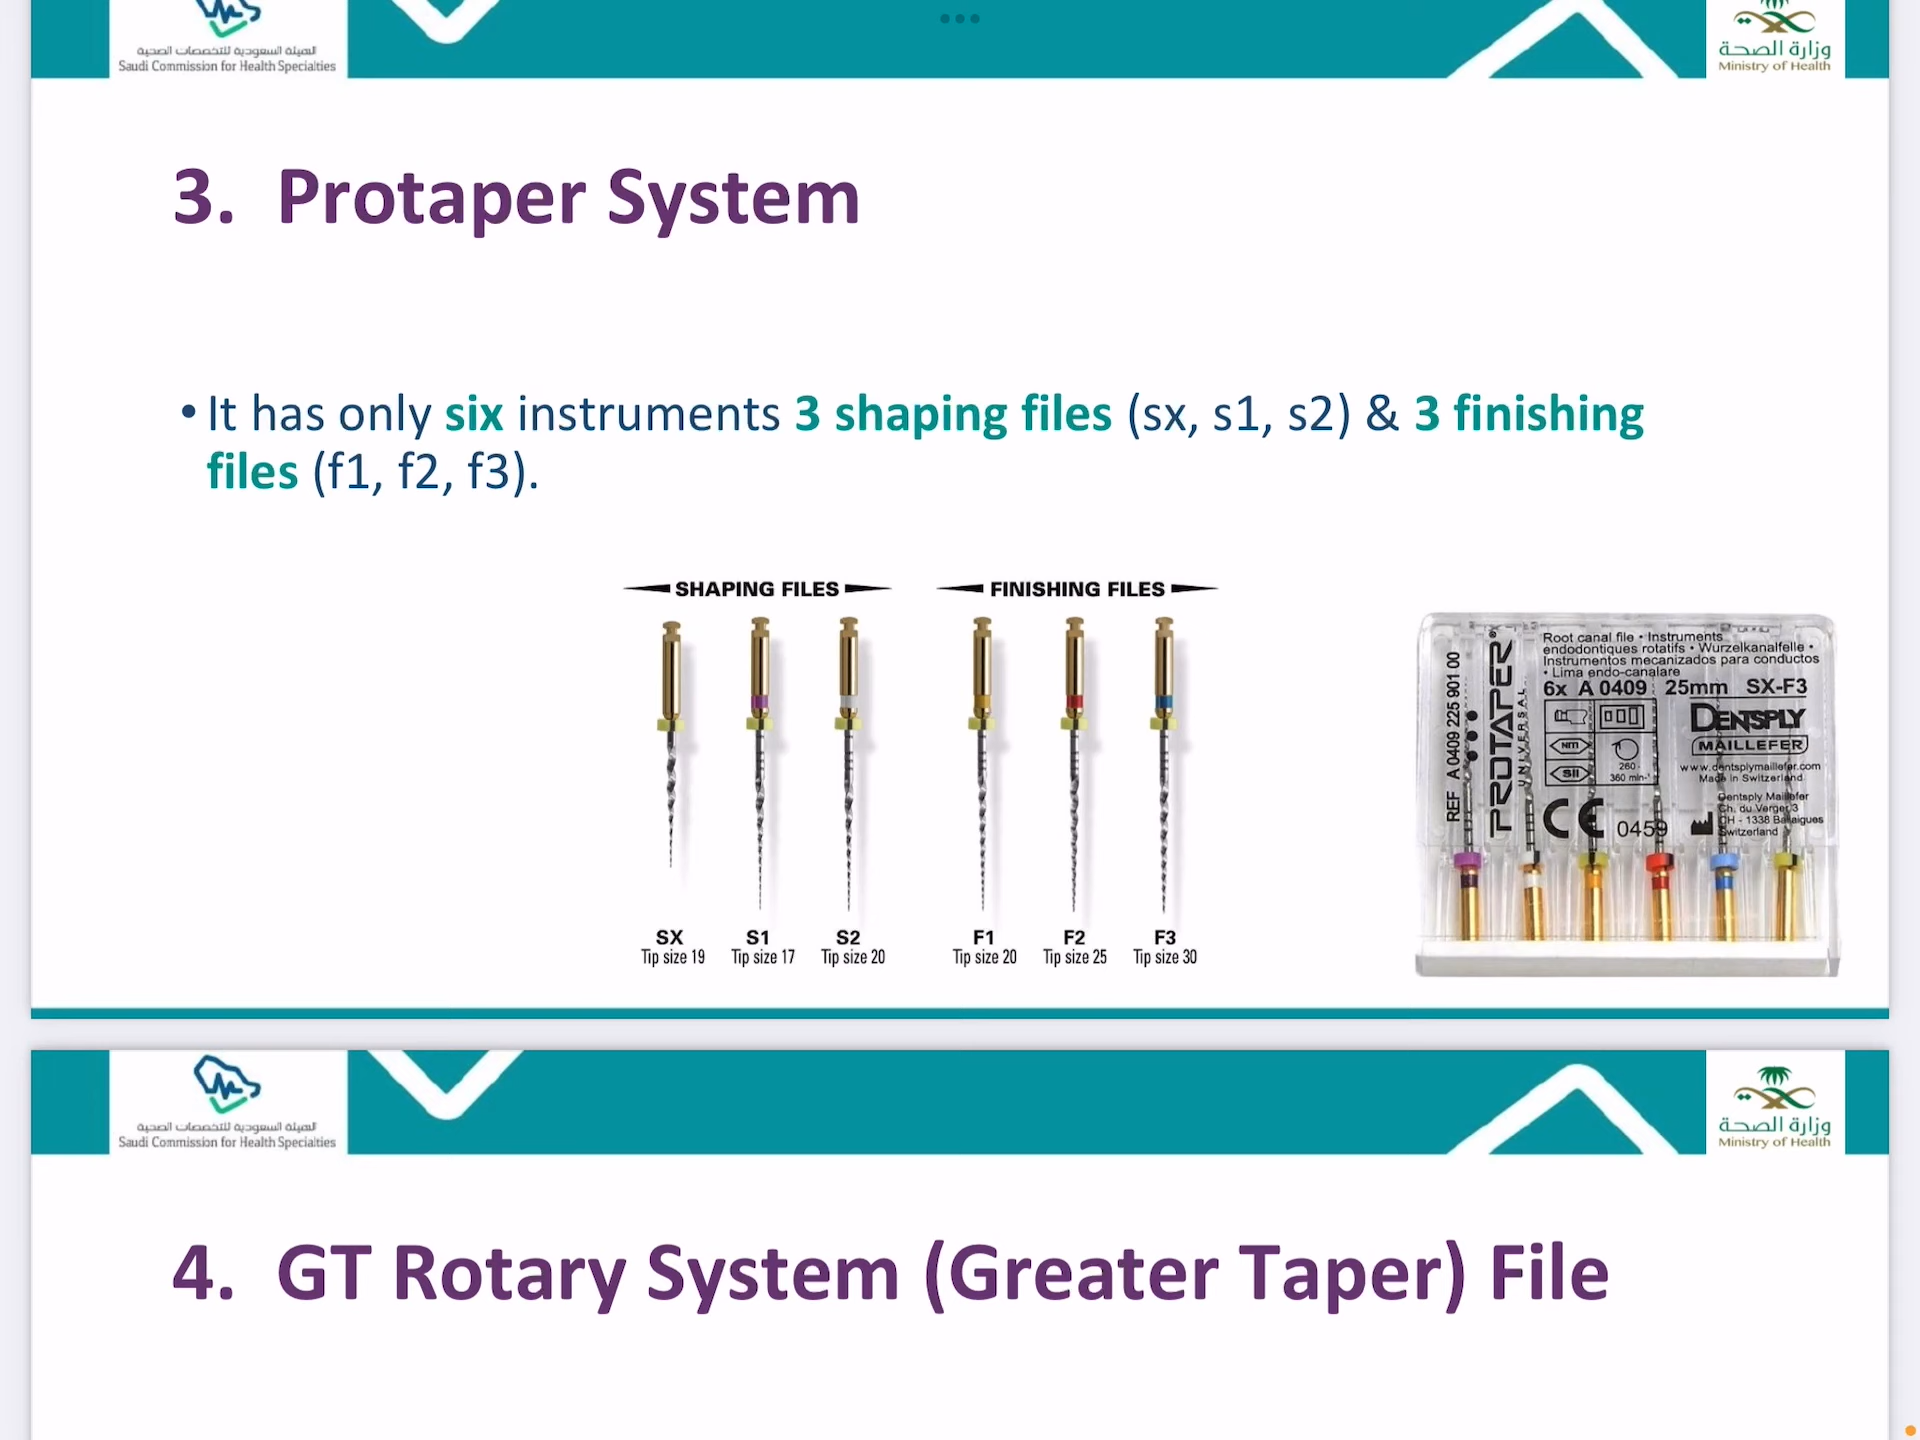 الهيئة السعودية للتخصصات الصحية
Saudi Commission for Health Specialties
وزارة الصحة
Ministry of Health
3. Protaper System
• It has only six instruments 3 shaping files (sx, s1, s2) & 3 finishing
files (f1, f2, f3).
SHAPING FILES
FINISHING FILES
SX
Tip size 19
S1
Tip size 17
S2
Tip size 20
F1
Tip size 20
F2
Tip size 25
F3
Tip size 30
REF A 0409 225 901 00
PROTAPER®
UNIVERSAL
Root canal file • Instruments
endodontiques rotatifs • Wurzelkanalfeile •
Instrumentos mecanizados para conductos
• Lima endo-canalare
6x A 0409 25mm SX-F3
NITI
SII
260-
360 min-¹
DENSPLY
MAILLEFER
www.dentsplymaillefer.com
Made in Switzerland
CE 0459
Dentsply Maillefer
Ch. du Verger 3
CH - 1338 Ballaigues
Switzerland
الهيئة السعودية للتخصصات الصحية
Saudi Commission for Health Specialties
وزارة الصحة
Ministry of Health
4. GT Rotary System (Greater Taper) File